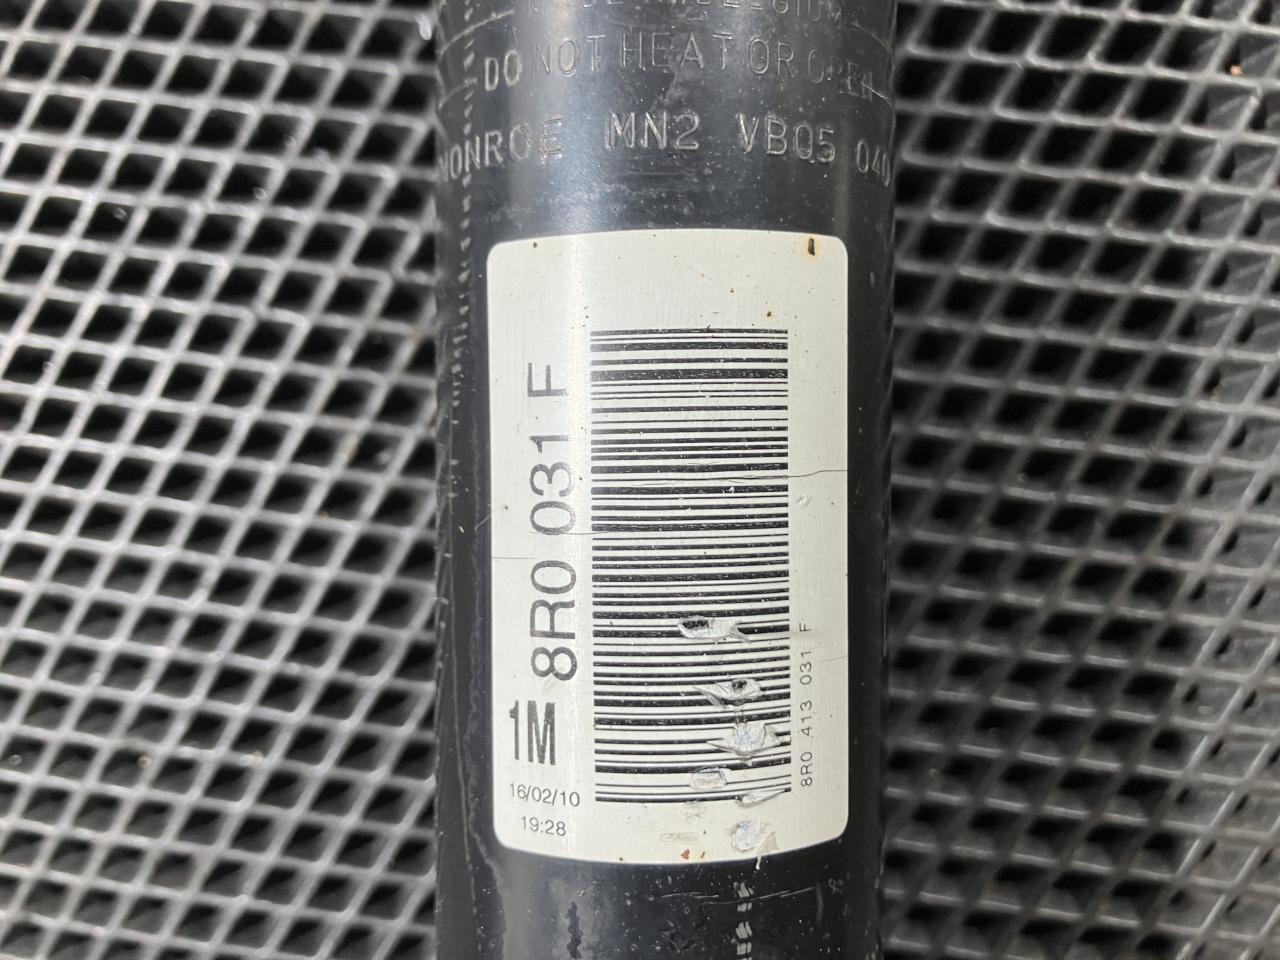 DO NOT HEAT OR OPEN
MONROE MN2 VB05 040
8R0 031 F
1M
16/02/10
19:28
8R0 413 031 F